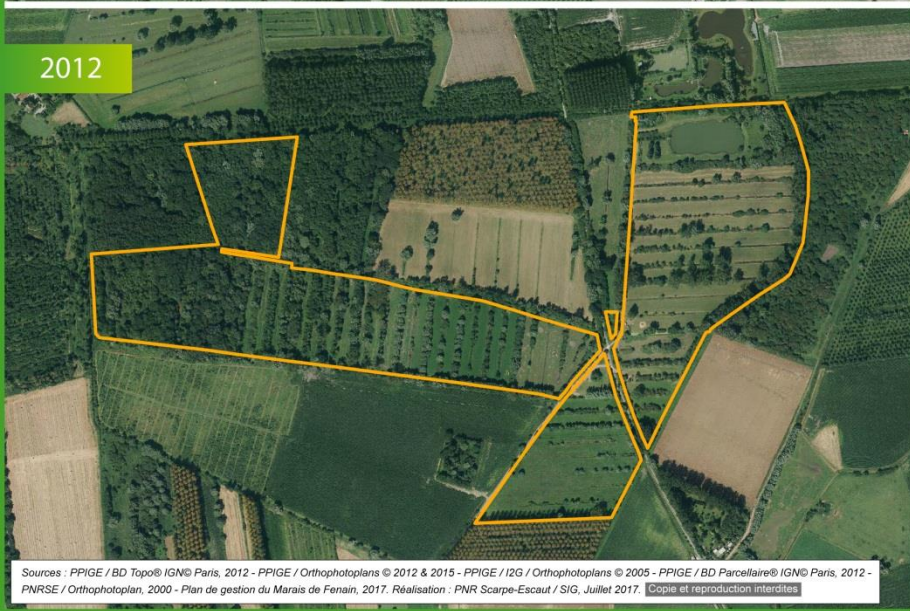 2012
Sources : PPIGE / BD Topo® IGN© Paris, 2012 - PPIGE / Orthophotoplans © 2012 & 2015 - PPIGE / I2G / Orthophotoplans © 2005 - PPIGE / BD Parcellaire® IGN© Paris, 2012 -
PNRSE / Orthophotoplan, 2000 - Plan de gestion du Marais de Fenain, 2017. Réalisation : PNR Scarpe-Escaut / SIG, Juillet 2017. Copie et reproduction interdites